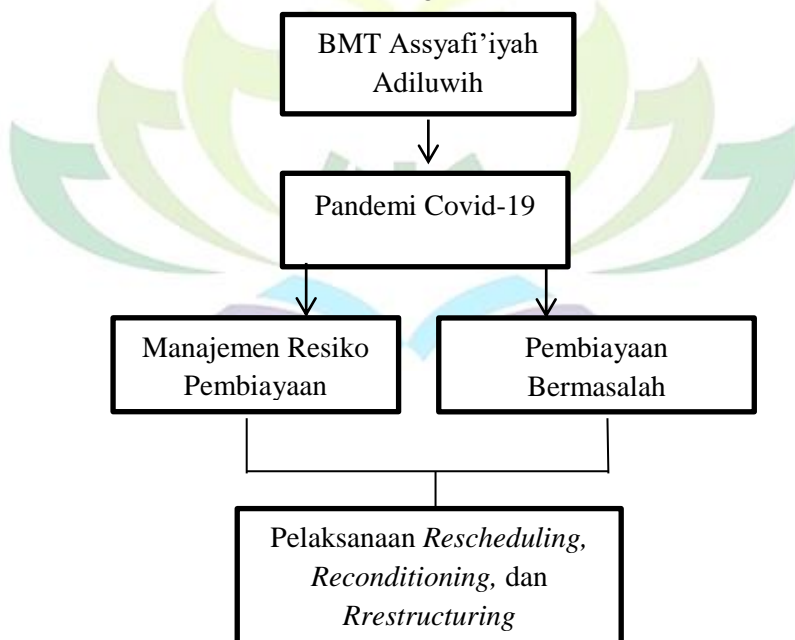 BMT Assyafi’iyah
Adiluwih
Pandemi Covid-19
Manajemen Resiko
Pembiayaan
Pembiayaan
Bermasalah
Pelaksanaan Rescheduling,
Reconditioning, dan
Rrestructuring